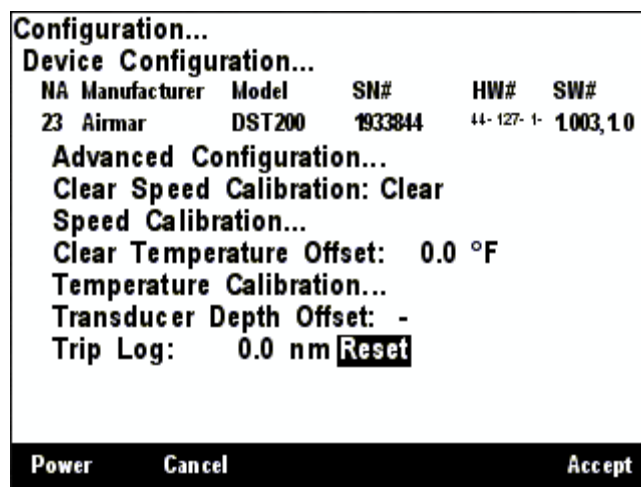 Configuration...
Device Configuration...
NA Manufacturer Model SN# HW# SW#
23 Airmar DST200 1933844 44-127-1- 1.003, 1.0
Advanced Configuration...
Clear Speed Calibration: Clear
Speed Calibration...
Clear Temperature Offset: 0.0 °F
Temperature Calibration...
Transducer Depth Offset: -
Trip Log: 0.0 nm Reset
Power Cancel Accept